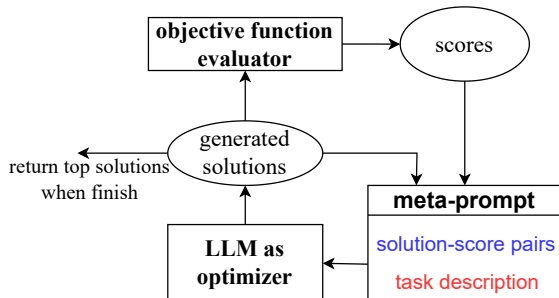 objective function
evaluator
scores
generated
solutions
return top solutions
when finish
meta-prompt
solution-score pairs
task description
LLM as
optimizer